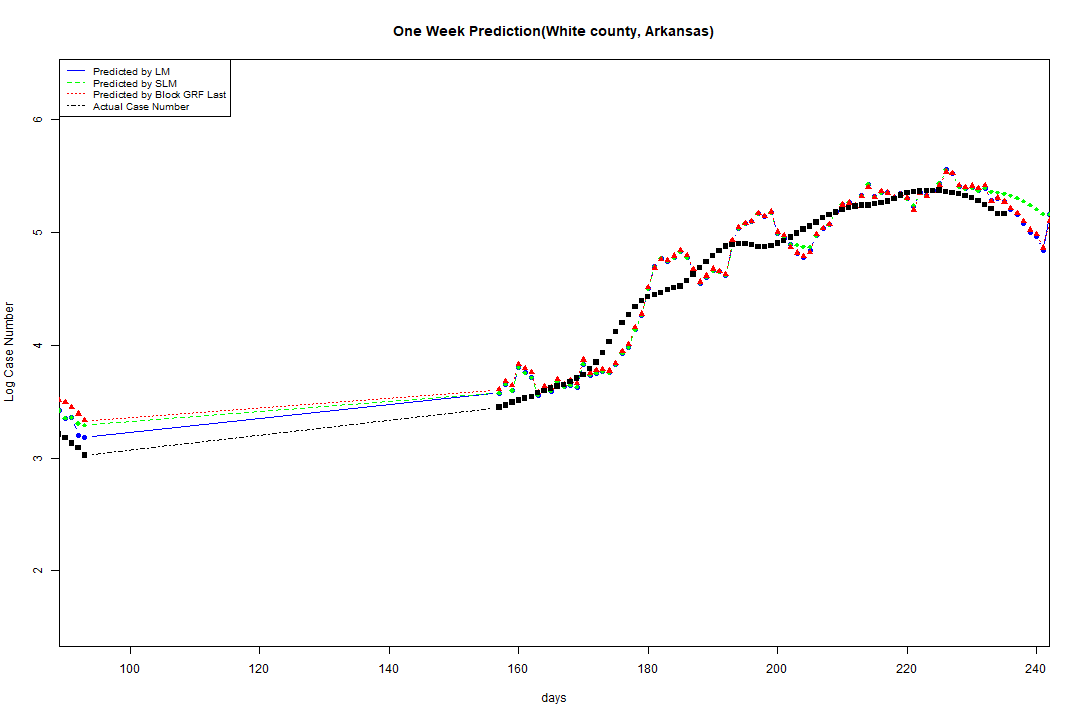 One Week Prediction(White county, Arkansas)
Predicted by LM
Predicted by SLM
Predicted by Block GRF Last
Actual Case Number
6
5
4
3
2
Log Case Number
100 120 140 160 180 200 220 240
days